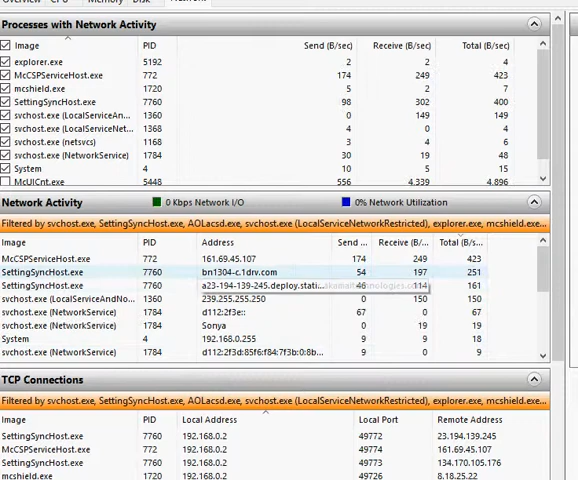 Overview CPU Memory Disk Network
Processes with Network Activity
Image PID Send (B/sec) Receive (B/sec) Total (B/sec)
explorer.exe 5192 2 2 4
McCSPServiceHost.exe 772 174 249 423
mcshield.exe 1720 5 2 7
SettingSyncHost.exe 7760 98 302 400
svchost.exe (LocalServiceAn... 1360 0 149 149
svchost.exe (LocalServiceNet... 1368 4 0 4
svchost.exe (netsvcs) 1168 3 4 6
svchost.exe (NetworkService) 1784 30 19 48
System 4 10 5 15
McUICnt.exe 5448 556 4,339 4,896
Network Activity 0 Kbps Network I/O 0% Network Utilization
Filtered by svchost.exe, SettingSyncHost.exe, AOLacsd.exe, svchost.exe (LocalServiceNetworkRestricted), explorer.exe, mcshield.exe...
Image PID Address Send ... Receive (B/... Total (B/...
McCSPServiceHost.exe 772 161.69.45.107 174 249 423
SettingSyncHost.exe 7760 bn1304-c.1drv.com 54 197 251
SettingSyncHost.exe 7760 a23-194-139-245.deploy.stati... 46 114 161
svchost.exe (LocalServiceAndNo... 1360 239.255.255.250 0 150 150
svchost.exe (NetworkService) 1784 d112:2f3e:: 67 0 67
svchost.exe (NetworkService) 1784 Sonya 0 19 19
System 4 192.168.0.255 9 9 18
svchost.exe (NetworkService) 1784 d112:2f3d:85f6:f84:7f3b:0:8b... 9 0 9
TCP Connections
Filtered by svchost.exe, SettingSyncHost.exe, AOLacsd.exe, svchost.exe (LocalServiceNetworkRestricted), explorer.exe, mcshield.exe...
Image PID Local Address Local Port Remote Address
SettingSyncHost.exe 7760 192.168.0.2 49772 23.194.139.245
McCSPServiceHost.exe 772 192.168.0.2 49774 161.69.45.107
SettingSyncHost.exe 7760 192.168.0.2 49773 134.170.105.176
mcshield.exe 1720 192.168.0.2 49726 8.18.25.22